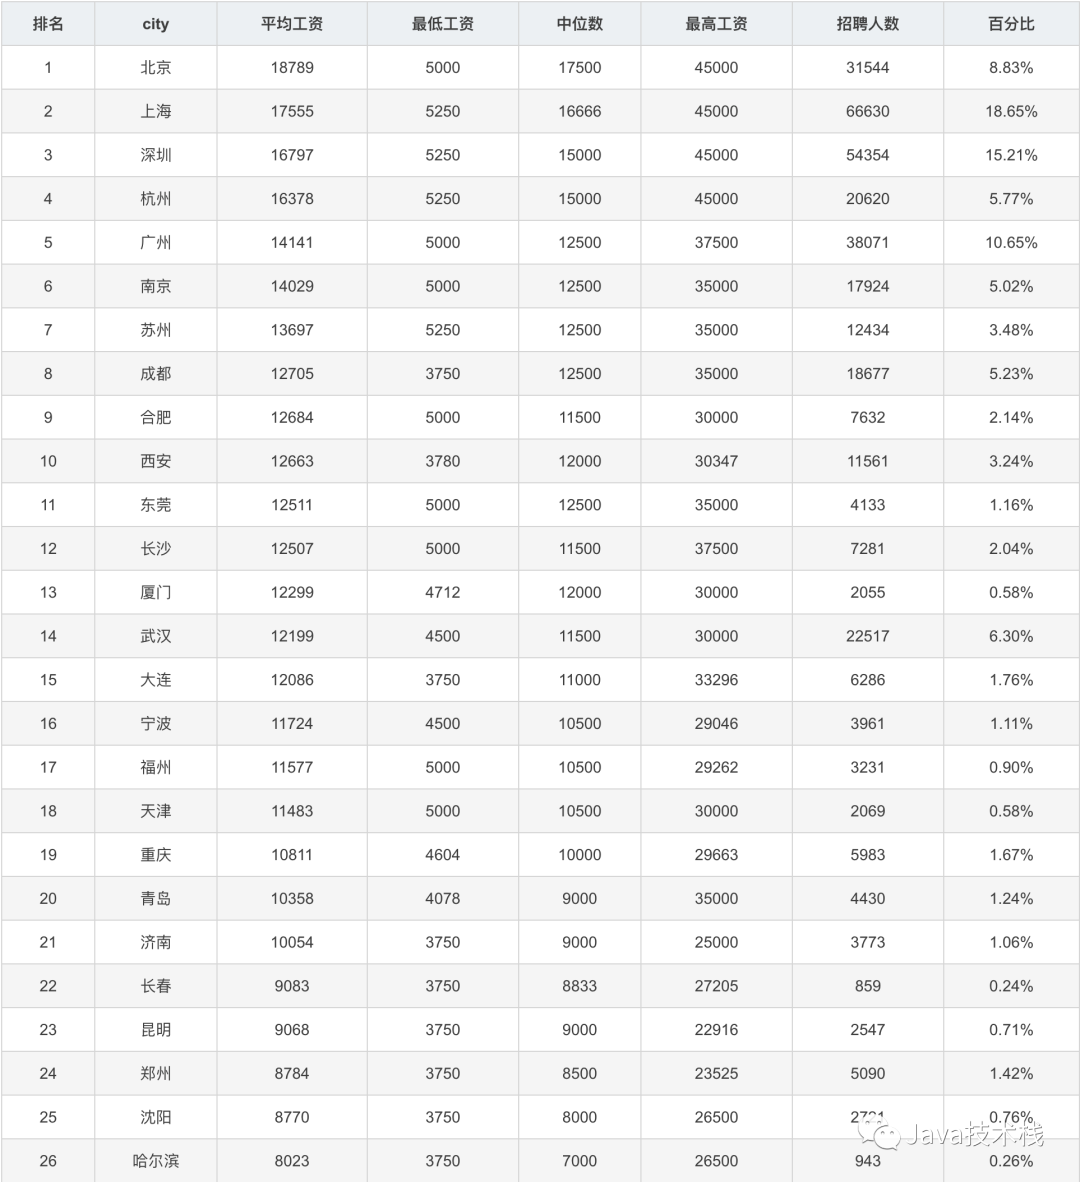 排名 city 平均工资 最低工资 中位数 最高工资 招聘人数 百分比
1 北京 18789 5000 17500 45000 31544 8.83%
2 上海 17555 5250 16666 45000 66630 18.65%
3 深圳 16797 5250 15000 45000 54354 15.21%
4 杭州 16378 5250 15000 45000 20620 5.77%
5 广州 14141 5000 12500 37500 38071 10.65%
6 南京 14029 5000 12500 35000 17924 5.02%
7 苏州 13697 5250 12500 35000 12434 3.48%
8 成都 12705 3750 12500 35000 18677 5.23%
9 合肥 12684 5000 11500 30000 7632 2.14%
10 西安 12663 3780 12000 30347 11561 3.24%
11 东莞 12511 5000 12500 35000 4133 1.16%
12 长沙 12507 5000 11500 37500 7281 2.04%
13 厦门 12299 4712 12000 30000 2055 0.58%
14 武汉 12199 4500 11500 30000 22517 6.30%
15 大连 12086 3750 11000 33296 6286 1.76%
16 宁波 11724 4500 10500 29046 3961 1.11%
17 福州 11577 5000 10500 29262 3231 0.90%
18 天津 11483 5000 10500 30000 2069 0.58%
19 重庆 10811 4604 10000 29663 5983 1.67%
20 青岛 10358 4078 9000 35000 4430 1.24%
21 济南 10054 3750 9000 25000 3773 1.06%
22 长春 9083 3750 8833 27205 859 0.24%
23 昆明 9068 3750 9000 22916 2547 0.71%
24 郑州 8784 3750 8500 23525 5090 1.42%
25 沈阳 8770 3750 8000 26500 0.76%
Java技术栈
26 哈尔滨 8023 3750 7000 26500 943 0.26%